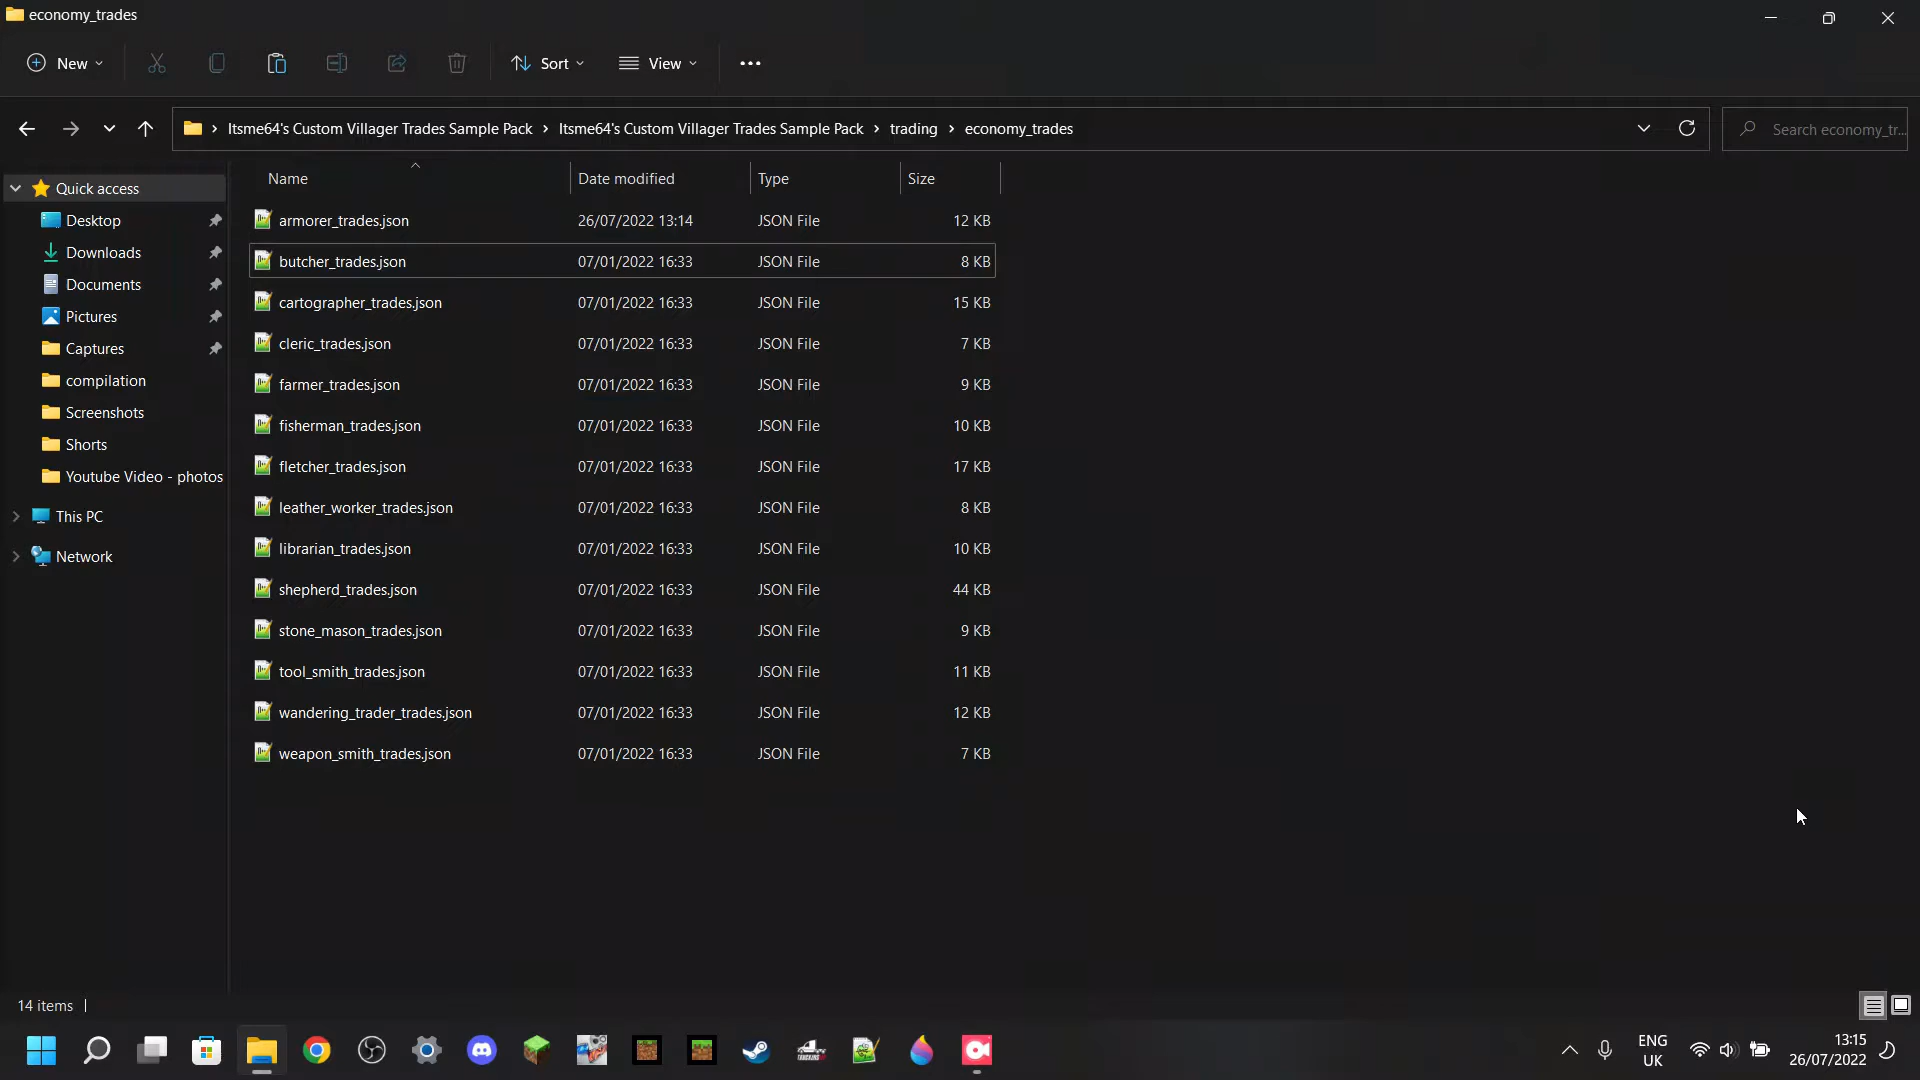 economy_trades
New
Sort
View
Itsme64's Custom Villager Trades Sample Pack › Itsme64's Custom Villager Trades Sample Pack › trading › economy_trades
Search economy_tr...
Quick access
Desktop
Downloads
Documents
Pictures
Captures
compilation
Screenshots
Shorts
Youtube Video - photos
This PC
Network
Name Date modified Type Size
armorer_trades.json 26/07/2022 13:14 JSON File 12 KB
butcher_trades.json 07/01/2022 16:33 JSON File 8 KB
cartographer_trades.json 07/01/2022 16:33 JSON File 15 KB
cleric_trades.json 07/01/2022 16:33 JSON File 7 KB
farmer_trades.json 07/01/2022 16:33 JSON File 9 KB
fisherman_trades.json 07/01/2022 16:33 JSON File 10 KB
fletcher_trades.json 07/01/2022 16:33 JSON File 17 KB
leather_worker_trades.json 07/01/2022 16:33 JSON File 8 KB
librarian_trades.json 07/01/2022 16:33 JSON File 10 KB
shepherd_trades.json 07/01/2022 16:33 JSON File 44 KB
stone_mason_trades.json 07/01/2022 16:33 JSON File 9 KB
tool_smith_trades.json 07/01/2022 16:33 JSON File 11 KB
wandering_trader_trades.json 07/01/2022 16:33 JSON File 12 KB
weapon_smith_trades.json 07/01/2022 16:33 JSON File 7 KB
14 items
ENG
UK
13:15
26/07/2022